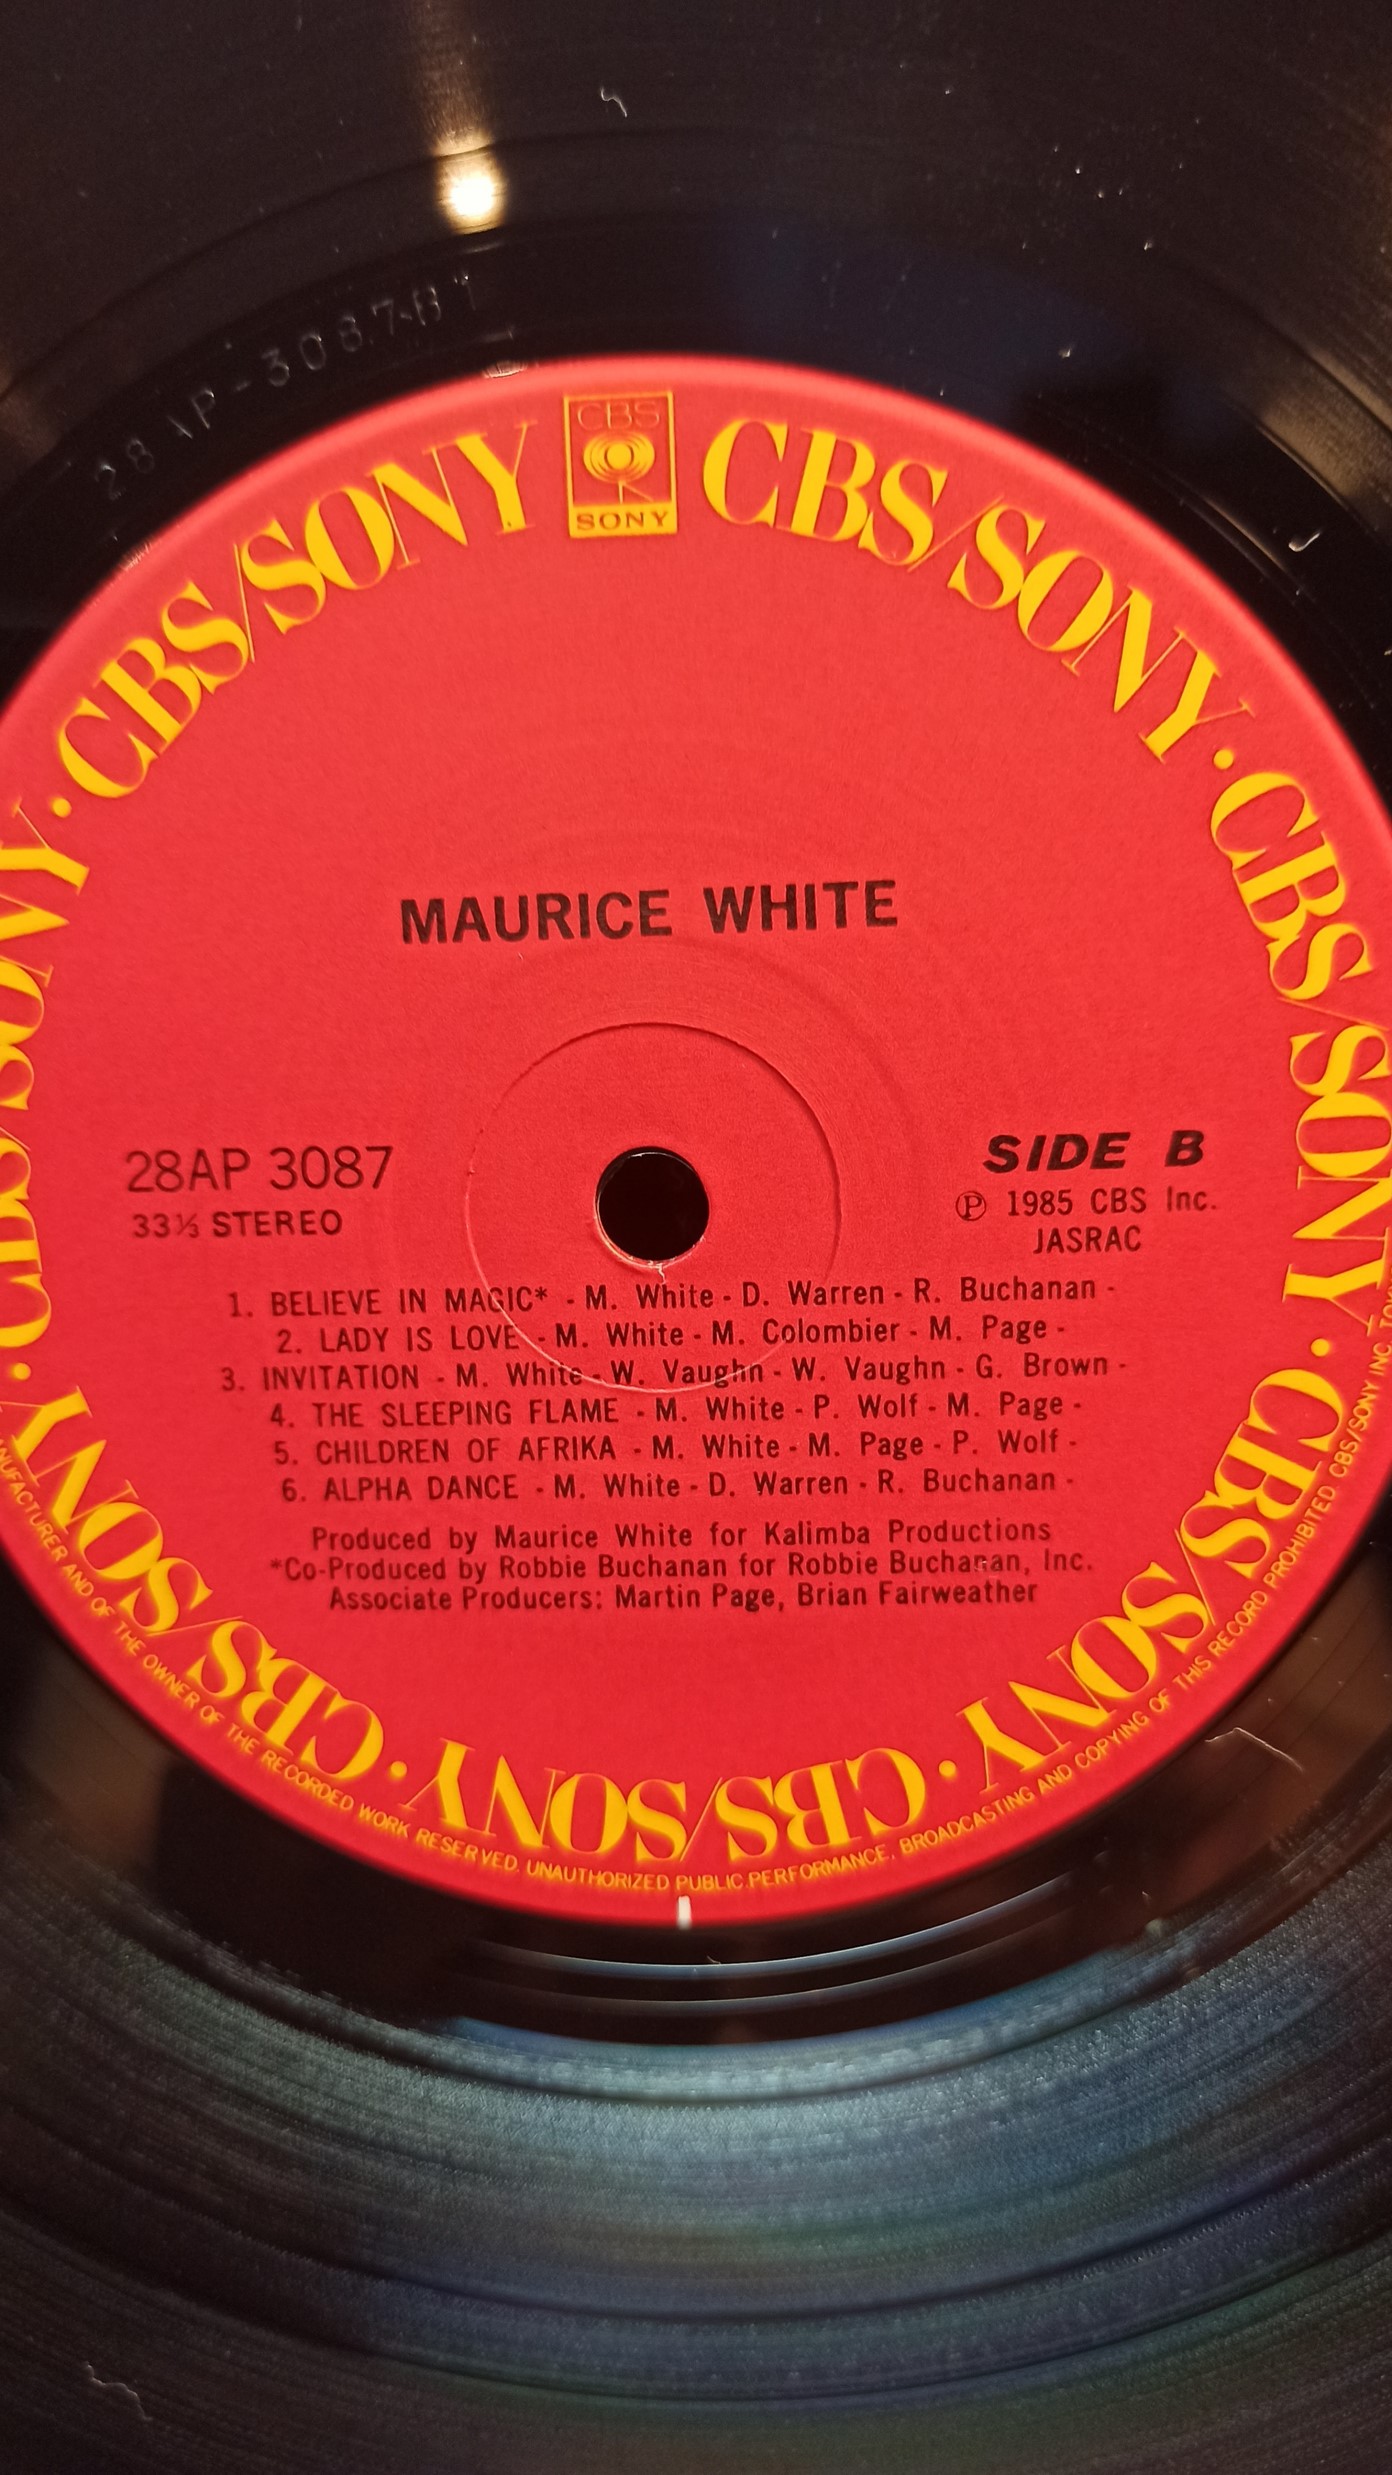 28AP-3087-B1
CBS
SONY
CBS/SONY · CBS/SONY · CBS/SONY · CBS/SONY · CBS/SONY · CBS/SONY · CBS/SONY
MAURICE WHITE
28AP 3087
33⅓ STEREO
SIDE B
Ⓟ 1985 CBS Inc.
JASRAC
1. BELIEVE IN MAGIC* - M. White - D. Warren - R. Buchanan -
2. LADY IS LOVE - M. White - M. Colombier - M. Page -
3. INVITATION - M. White - W. Vaughn - W. Vaughn - G. Brown -
4. THE SLEEPING FLAME - M. White - P. Wolf - M. Page -
5. CHILDREN OF AFRIKA - M. White - M. Page - P. Wolf -
6. ALPHA DANCE - M. White - D. Warren - R. Buchanan -
Produced by Maurice White for Kalimba Productions
*Co-Produced by Robbie Buchanan for Robbie Buchanan, Inc.
Associate Producers: Martin Page, Brian Fairweather
AND OF THE OWNER OF THE RECORDED WORK RESERVED. UNAUTHORIZED PUBLIC PERFORMANCE, BROADCASTING AND COPYING OF THIS RECORD PROHIBITED. CBS/SONY INC.